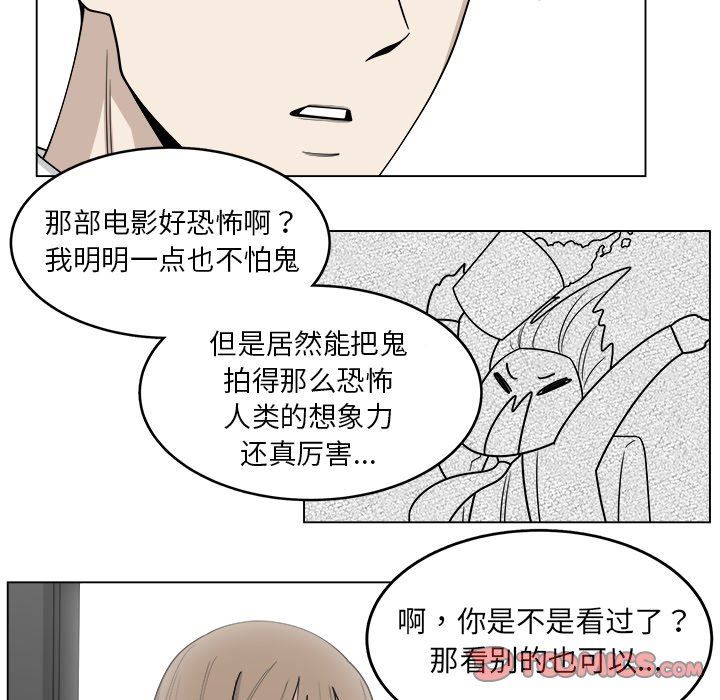 那部电影好恐怖啊？
我明明一点也不怕鬼
但是居然能把鬼
拍得那么恐怖
人类的想象力
还真厉害...
啊，你是不是看过了？
那看别的也可以...